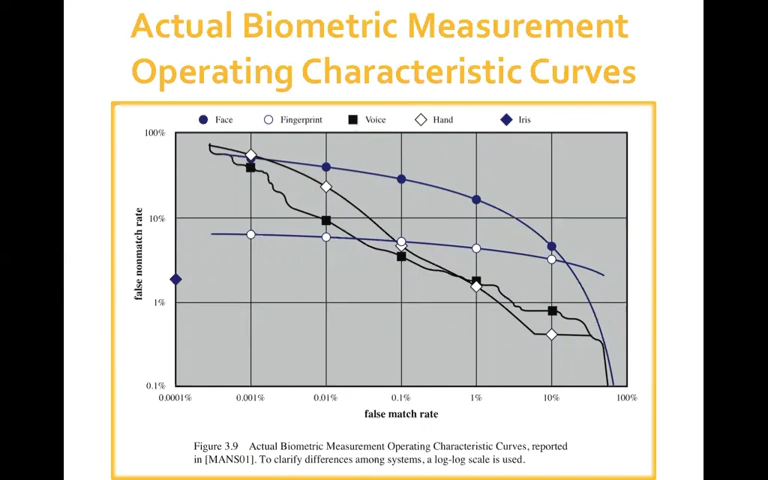 Actual Biometric Measurement
Operating Characteristic Curves
Face Fingerprint Voice Hand Iris
100%
10%
1%
0.1%
false nonmatch rate
0.0001% 0.001% 0.01% 0.1% 1% 10% 100%
false match rate
Figure 3.9 Actual Biometric Measurement Operating Characteristic Curves, reported
in [MANS01]. To clarify differences among systems, a log-log scale is used.